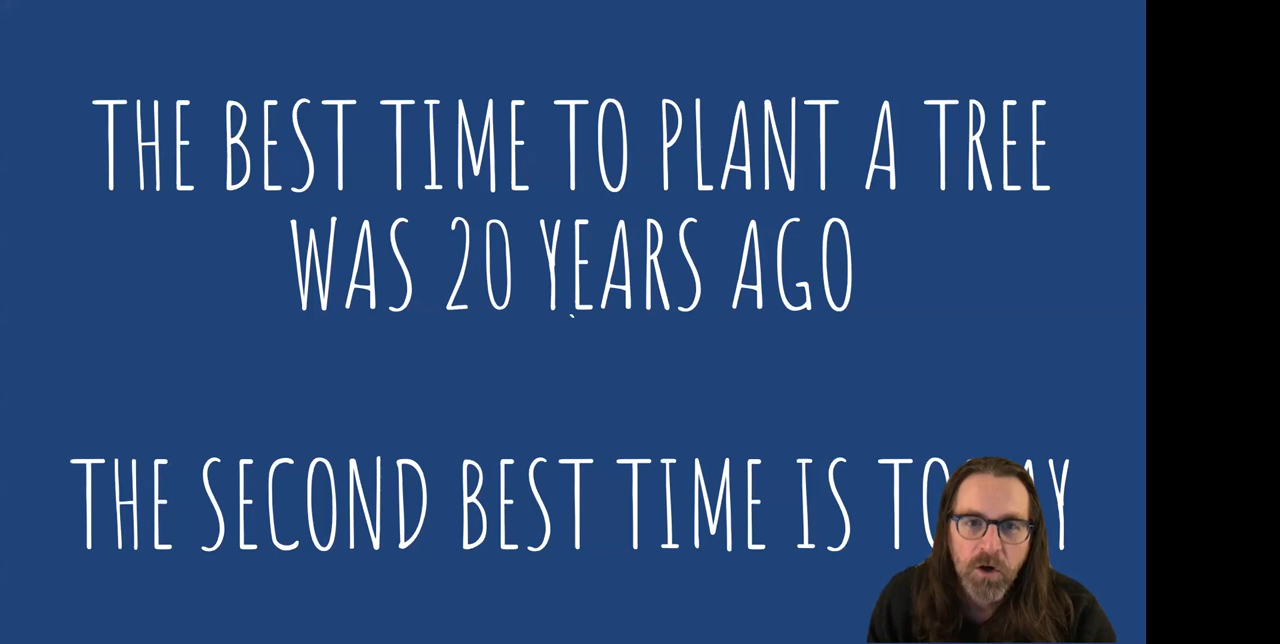 THE BEST TIME TO PLANT A TREE
WAS 20 YEARS AGO
THE SECOND BEST TIME IS